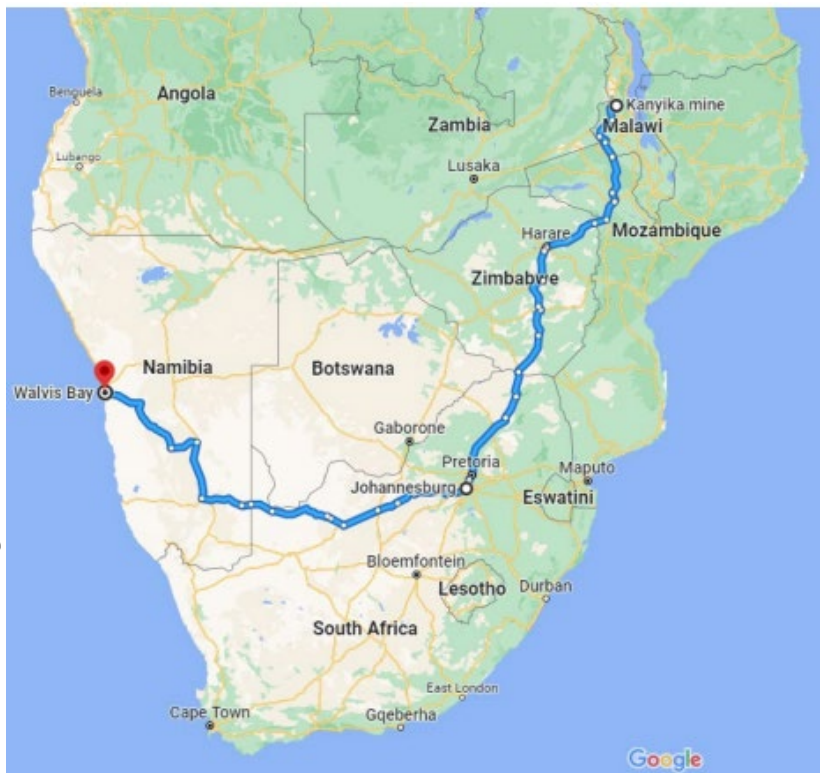 Benguela
Angola
Kanyika mine
Malawi
Zambia
Lubango
Lusaka
Harare
Mozambique
Zimbabwe
Namibia
Botswana
Walvis Bay
Gaborone
Pretoria
Maputo
Johannesburg
Eswatini
Bloemfontein
Lesotho
Durban
South Africa
East London
Cape Town
Gqeberha
Google